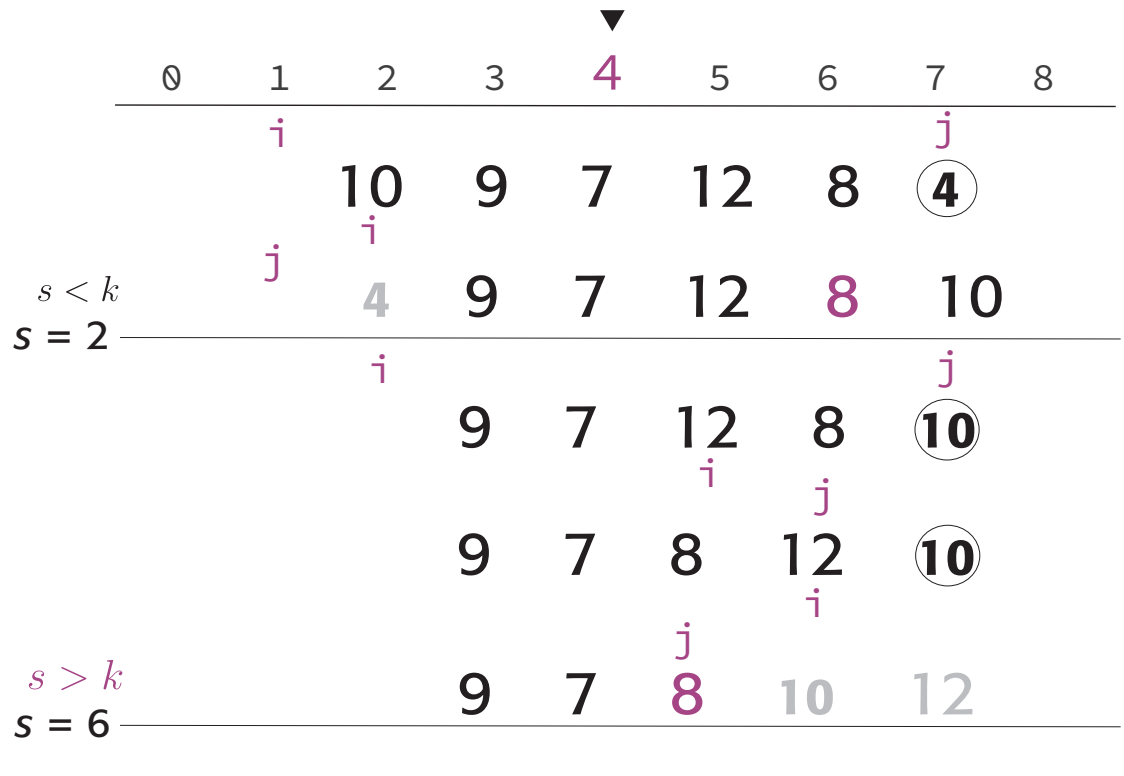 ▼
0 1 2 3 4 5 6 7 8
i j
10 9 7 12 8 4
i
j
s < k
4 9 7 12 8 10
s = 2
i j
9 7 12 8 10
i
j
9 7 8 12 10
i
j
s > k
9 7 8 10 12
s = 6